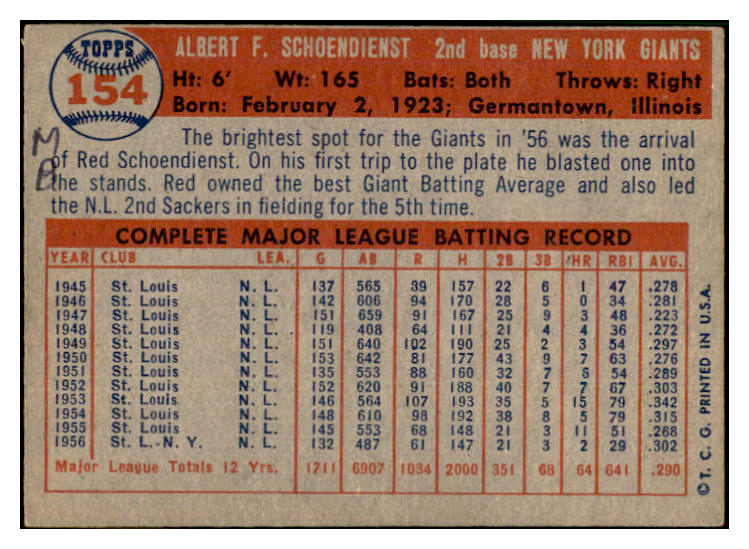 TOPPS
154
ALBERT F. SCHOENDIENST 2nd base NEW YORK GIANTS
Ht: 6' Wt: 165 Bats: Both Throws: Right
Born: February 2, 1923; Germantown, Illinois
M
B
The brightest spot for the Giants in '56 was the arrival
of Red Schoendienst. On his first trip to the plate he blasted one into
the stands. Red owned the best Giant Batting Average and also led
the N.L. 2nd Sackers in fielding for the 5th time.
COMPLETE MAJOR LEAGUE BATTING RECORD
YEAR CLUB LEA. G AB R H 2B 3B HR RBI AVG.
1945 St. Louis N. L. 137 565 39 157 22 6 1 47 .278
1946 St. Louis N. L. 142 606 94 170 28 5 0 34 .281
1947 St. Louis N. L. 151 659 91 167 25 9 3 48 .223
1948 St. Louis N. L. 119 408 64 111 21 4 4 36 .272
1949 St. Louis N. L. 151 640 102 190 25 2 3 54 .297
1950 St. Louis N. L. 153 642 81 177 43 9 7 63 .276
1951 St. Louis N. L. 135 553 88 160 32 7 6 54 .289
1952 St. Louis N. L. 152 620 91 188 40 7 7 67 .303
1953 St. Louis N. L. 146 564 107 193 35 5 15 79 .342
1954 St. Louis N. L. 148 610 98 192 38 8 5 79 .315
1955 St. Louis N. L. 145 553 68 148 21 3 11 51 .268
1956 St. L.-N. Y. N. L. 132 487 61 147 21 3 2 29 .302
Major League Totals 12 Yrs. 1711 6907 1034 2000 351 68 64 641 .290
©T. C. G. PRINTED IN U.S.A.